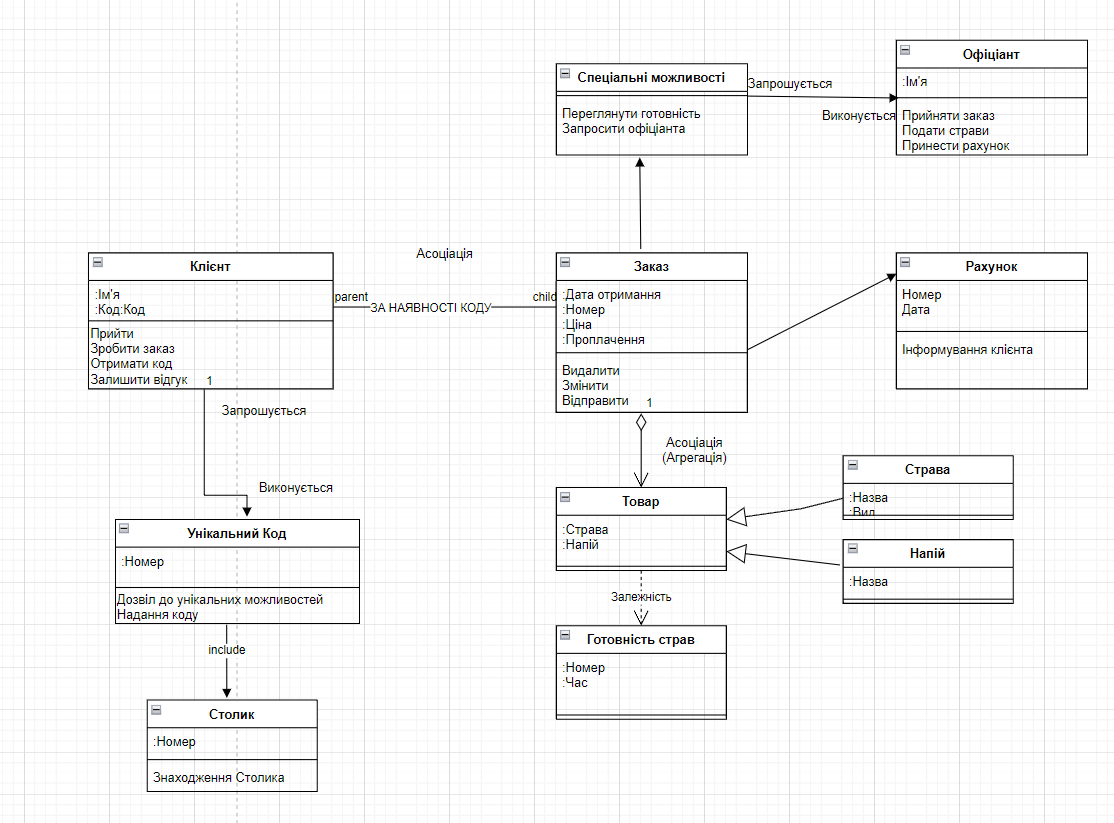 Офіціант
:Ім'я
Прийняти заказ
Подати страви
Принести рахунок
Спеціальні можливості
Переглянути готовність
Запросити офіціанта
Запрошується
Виконується
Клієнт
:Ім'я
:Код:Код
Прийти
Зробити заказ
Отримати код
Залишити відгук
1
Асоціація
parent
ЗА НАЯВНОСТІ КОДУ
child
Заказ
:Дата отримання
:Номер
:Ціна
:Проплачення
Видалити
Змінити
Відправити
1
Рахунок
Номер
Дата
Інформування клієнта
Запрошується
Виконується
Асоціація
(Агрегація)
Унікальний Код
:Номер
Дозвіл до унікальних можливостей
Надання коду
include
Столик
:Номер
Знаходження Столика
Товар
:Страва
:Напій
Страва
:Назва
:Вид
Напій
:Назва
Залежність
Готовність страв
:Номер
:Час